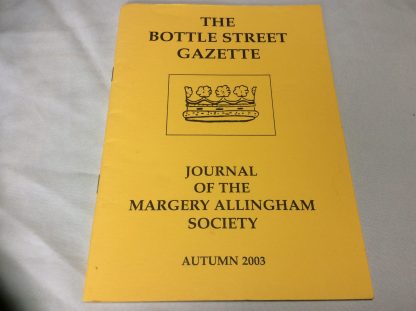 THE
BOTTLE STREET
GAZETTE
JOURNAL
OF THE
MARGERY ALLINGHAM
SOCIETY
AUTUMN 2003